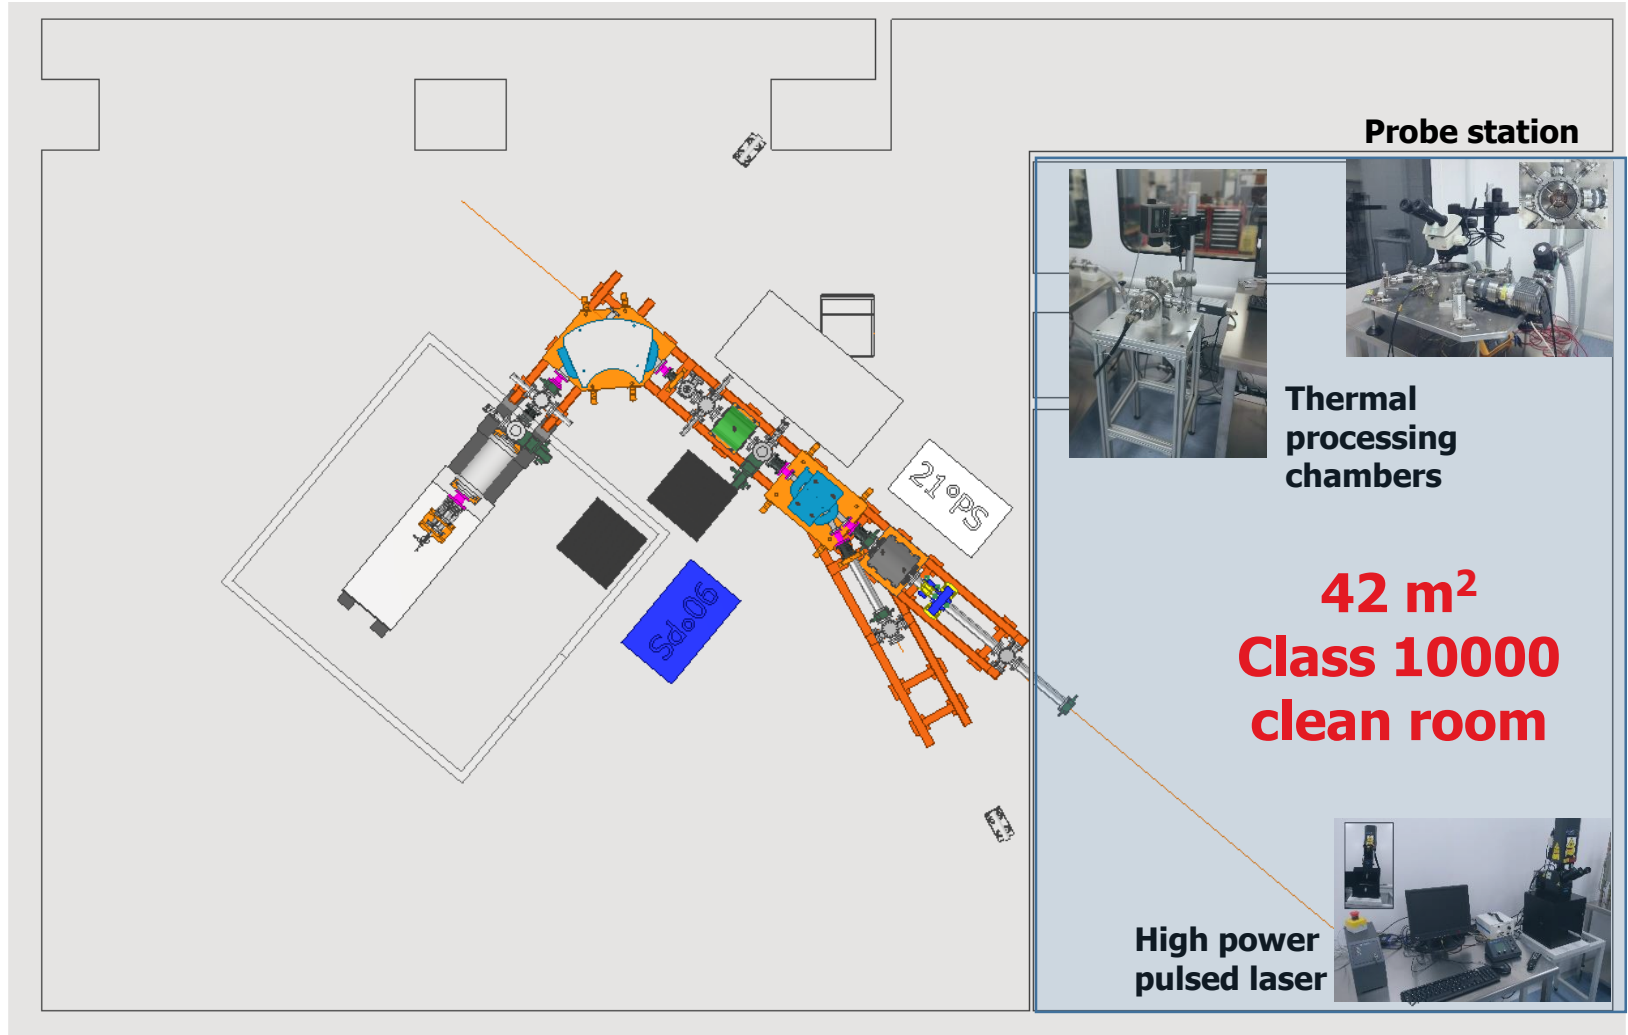 Probe station
Thermal
processing
chambers
21°pS
90°pS
42 m²
Class 10000
clean room
High power
pulsed laser